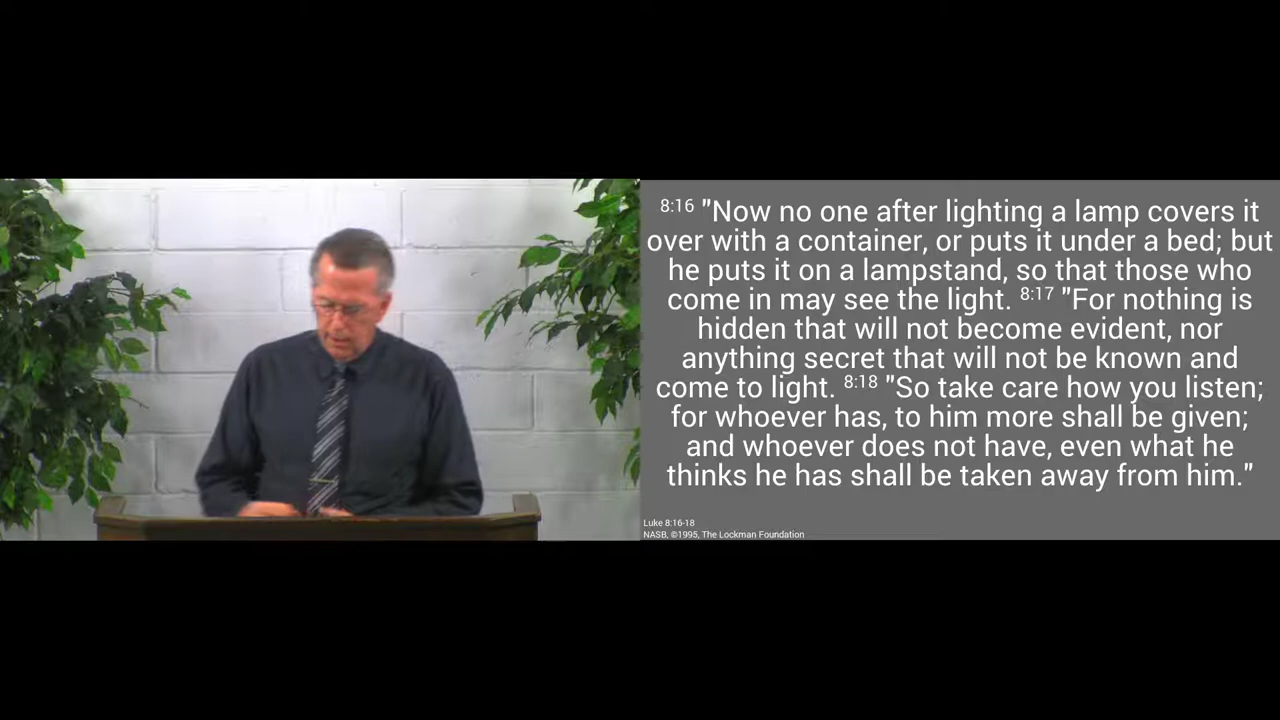 8:16 "Now no one after lighting a lamp covers it
over with a container, or puts it under a bed; but
he puts it on a lampstand, so that those who
come in may see the light. 8:17 "For nothing is
hidden that will not become evident, nor
anything secret that will not be known and
come to light. 8:18 "So take care how you listen;
for whoever has, to him more shall be given;
and whoever does not have, even what he
thinks he has shall be taken away from him."
Luke 8:16-18
NASB, ©1995, The Lockman Foundation